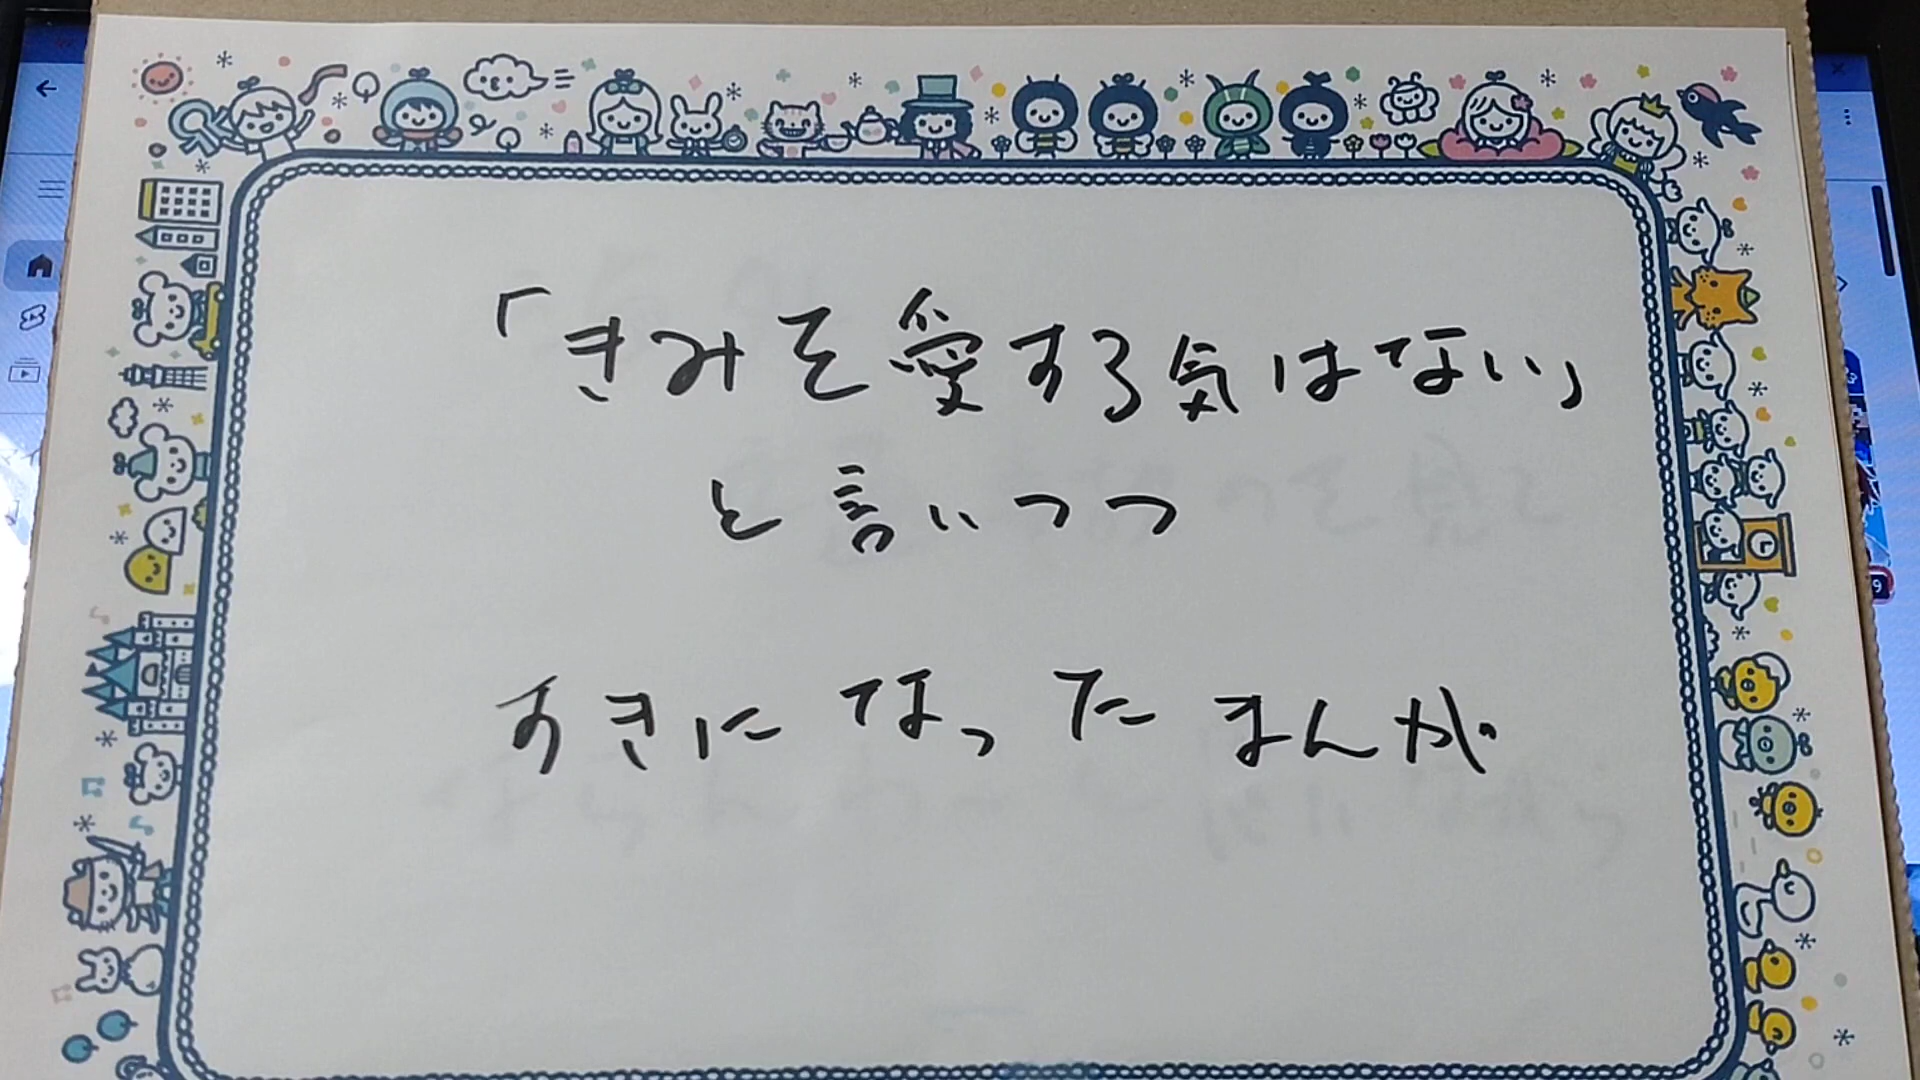 「きみを愛する気はない」
と言いつつ
すきになったまんが